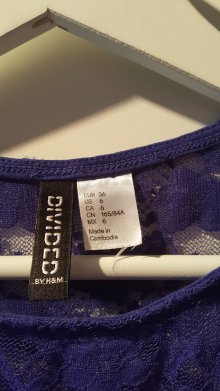 DIVIDED
BY H&M
EUR 36
US 6
CA 6
CN 165/84A
MX 6
Made in
Cambodia